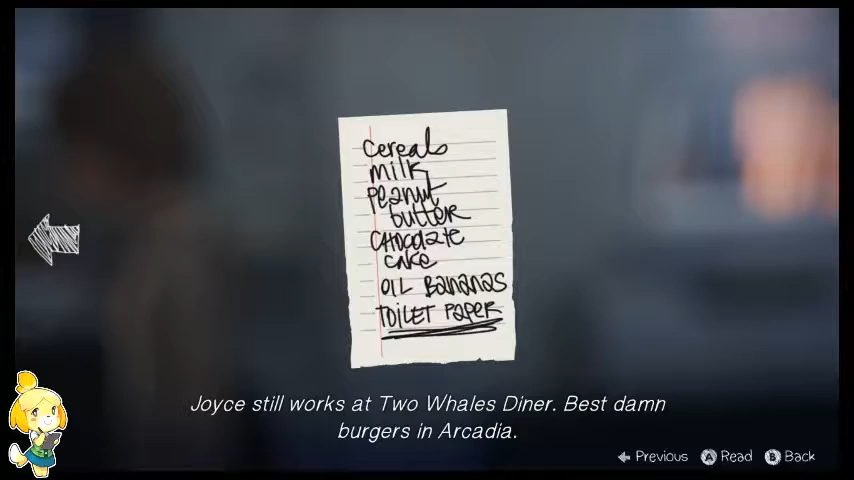 cereals
milk
peanut
butter
CHOCOLATE
CAKE
OIL BANANAS
TOILET PAPER
Joyce still works at Two Whales Diner. Best damn
burgers in Arcadia.
Previous A Read B Back